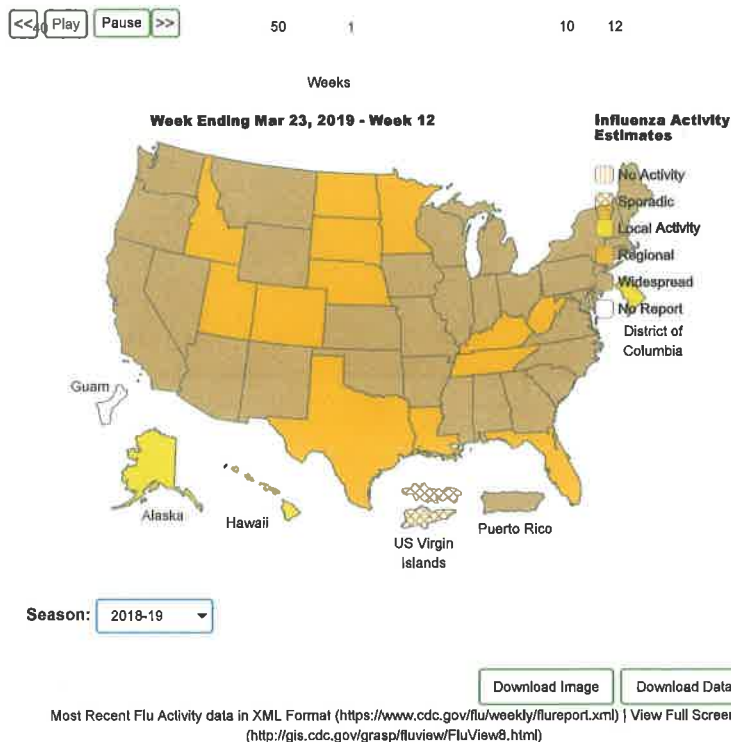 << 40 Play Pause >> 50 1 10 12
Weeks
Week Ending Mar 23, 2019 - Week 12
Influenza Activity
Estimates
No Activity
Sporadic
Local Activity
Regional
Widespread
No Report
District of
Columbia
Guam
Alaska
Hawaii
US Virgin
Islands
Puerto Rico
Season: 2018-19
Download Image Download Data
Most Recent Flu Activity data in XML Format (https://www.cdc.gov/flu/weekly/flureport.xml) | View Full Screen
(http://gis.cdc.gov/grasp/fluview/FluView8.html)